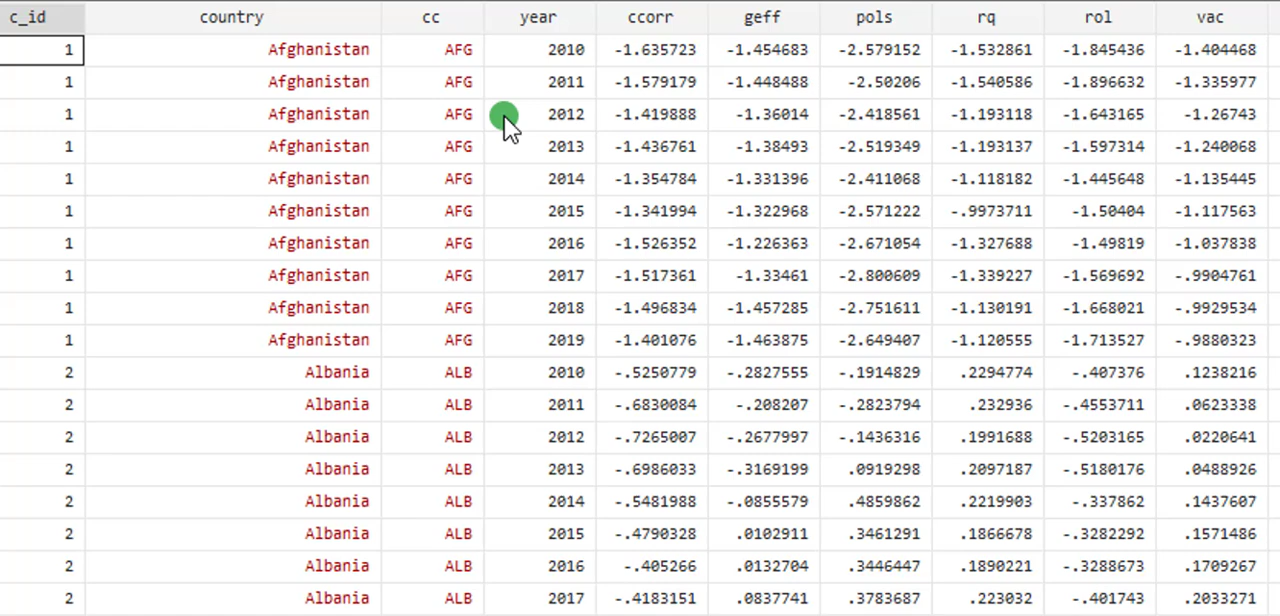 c_id country cc year ccorr geff pols rq rol vac
1 Afghanistan AFG 2010 -1.635723 -1.454683 -2.579152 -1.532861 -1.845436 -1.404468
1 Afghanistan AFG 2011 -1.579179 -1.448488 -2.50206 -1.540586 -1.896632 -1.335977
1 Afghanistan AFG 2012 -1.419888 -1.36014 -2.418561 -1.193118 -1.643165 -1.26743
1 Afghanistan AFG 2013 -1.436761 -1.38493 -2.519349 -1.193137 -1.597314 -1.240068
1 Afghanistan AFG 2014 -1.354784 -1.331396 -2.411068 -1.118182 -1.445648 -1.135445
1 Afghanistan AFG 2015 -1.341994 -1.322968 -2.571222 -.9973711 -1.50404 -1.117563
1 Afghanistan AFG 2016 -1.526352 -1.226363 -2.671054 -1.327688 -1.49819 -1.037838
1 Afghanistan AFG 2017 -1.517361 -1.33461 -2.800609 -1.339227 -1.569692 -.9904761
1 Afghanistan AFG 2018 -1.496834 -1.457285 -2.751611 -1.130191 -1.668021 -.9929534
1 Afghanistan AFG 2019 -1.401076 -1.463875 -2.649407 -1.120555 -1.713527 -.9880323
2 Albania ALB 2010 -.5250779 -.2827555 -.1914829 .2294774 -.407376 .1238216
2 Albania ALB 2011 -.6830084 -.208207 -.2823794 .232936 -.4553711 .0623338
2 Albania ALB 2012 -.7265007 -.2677997 -.1436316 .1991688 -.5203165 .0220641
2 Albania ALB 2013 -.6986033 -.3169199 .0919298 .2097187 -.5180176 .0488926
2 Albania ALB 2014 -.5481988 -.0855579 .4859862 .2219903 -.337862 .1437607
2 Albania ALB 2015 -.4790328 .0102911 .3461291 .1866678 -.3282292 .1571486
2 Albania ALB 2016 -.405266 .0132704 .3446447 .1890221 -.3288673 .1709267
2 Albania ALB 2017 -.4183151 .0837741 .3783687 .223032 -.401743 .2033271